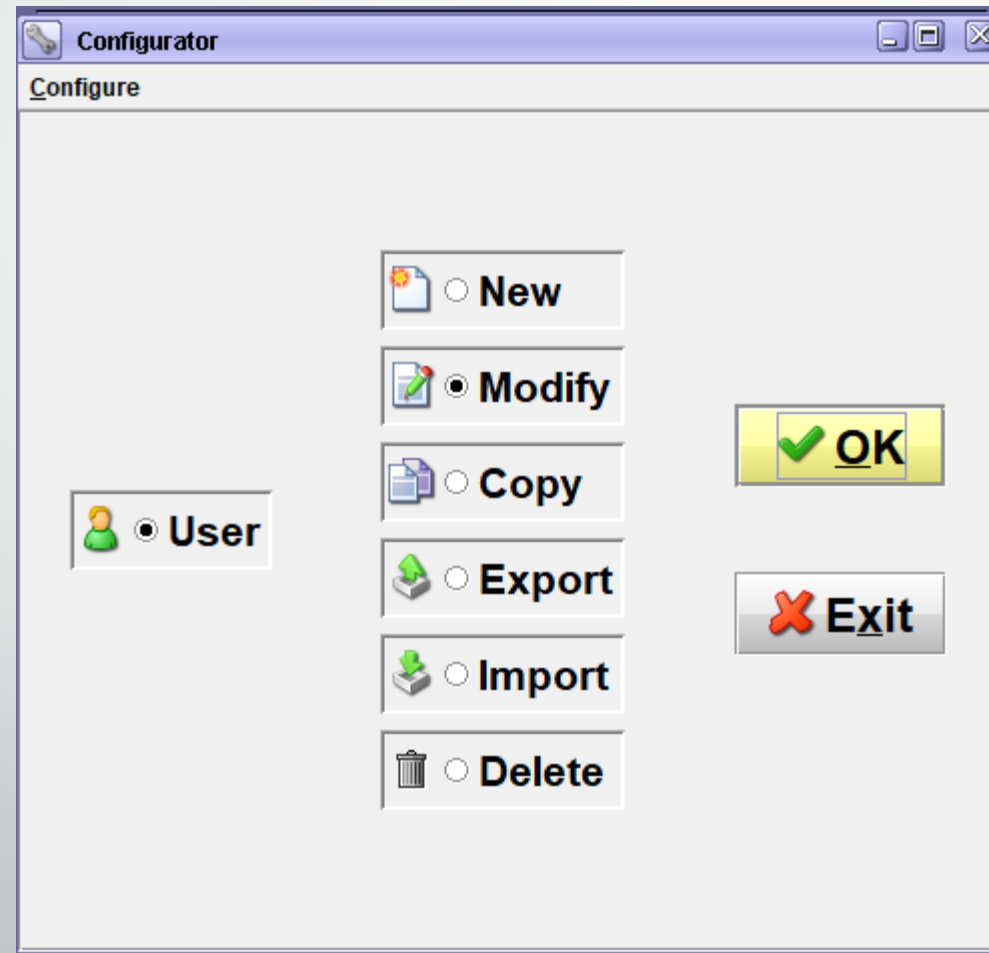 Configurator
Configure
New
Modify
Copy
User
Export
Import
Delete
OK
Exit